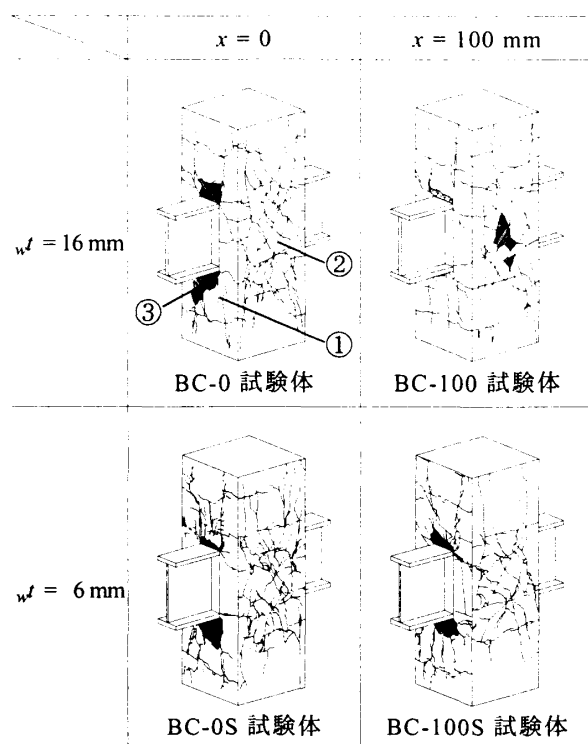 x = 0
x = 100 mm
wt = 16 mm
②
③
①
BC-0 試験体
BC-100 試験体
wt = 6 mm
BC-0S 試験体
BC-100S 試験体